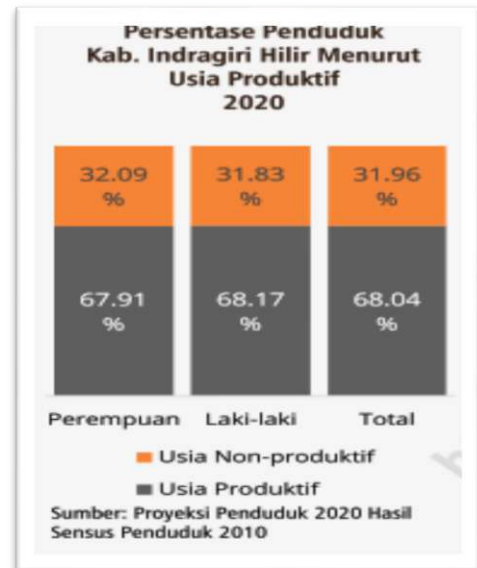 Persentase Penduduk
Kab. Indragiri Hilir Menurut
Usia Produktif
2020
32.09
%
31.83
%
31.96
%
67.91
%
68.17
%
68.04
%
Perempuan
Laki-laki
Total
Usia Non-produktif
Usia Produktif
Sumber: Proyeksi Penduduk 2020 Hasil
Sensus Penduduk 2010